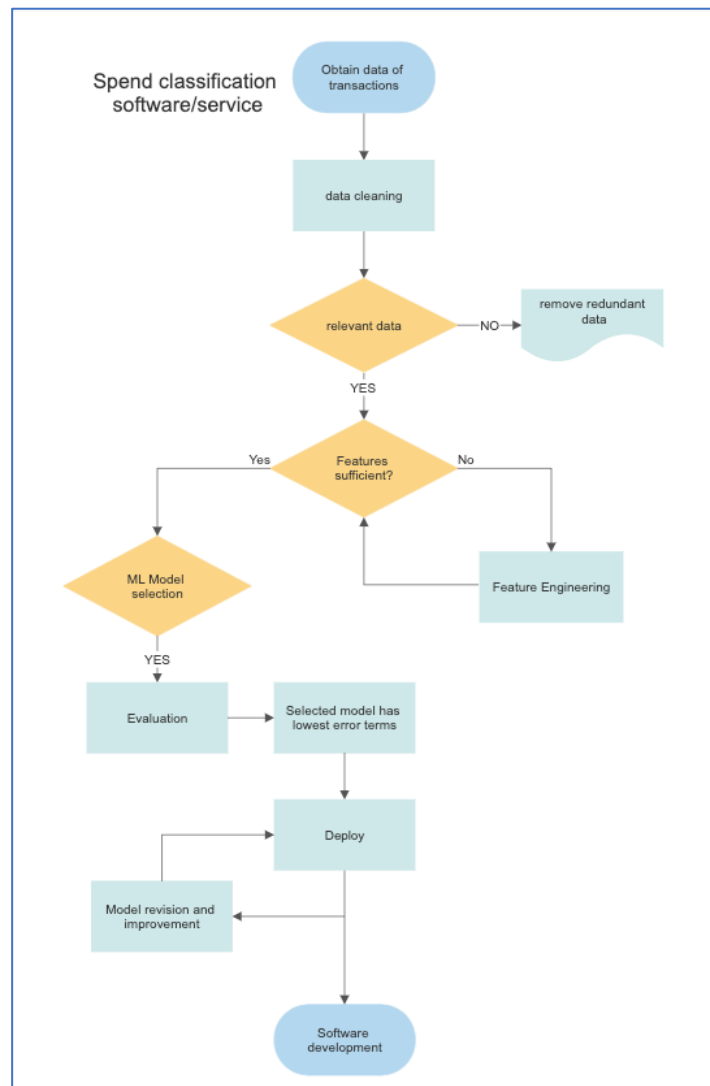 Spend classification
software/service
Obtain data of
transactions
data cleaning
relevant data
NO
remove redundant
data
YES
Features
sufficient?
Yes
No
ML Model
selection
Feature Engineering
YES
Evaluation
Selected model has
lowest error terms
Deploy
Model revision and
improvement
Software
development